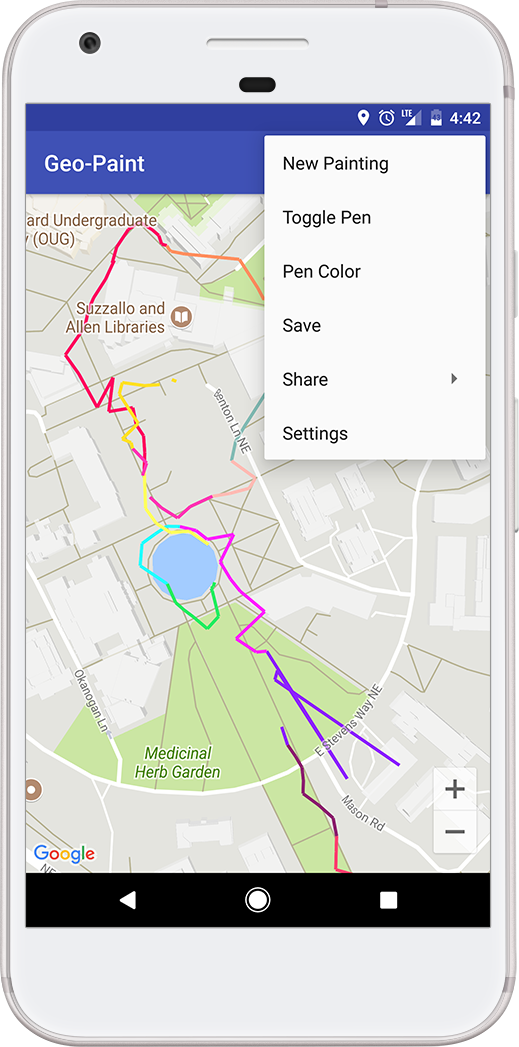 LTE
4:42
Geo-Paint
New Painting
Toggle Pen
Pen Color
Save
Share
Settings
ard Undergraduate
y (OUG)
Suzzallo and
Allen Libraries
enton Ln NE
Okanogan Ln
E Stevens Way NE
Medicinal
Herb Garden
Mason Rd
+
−
Google
NE